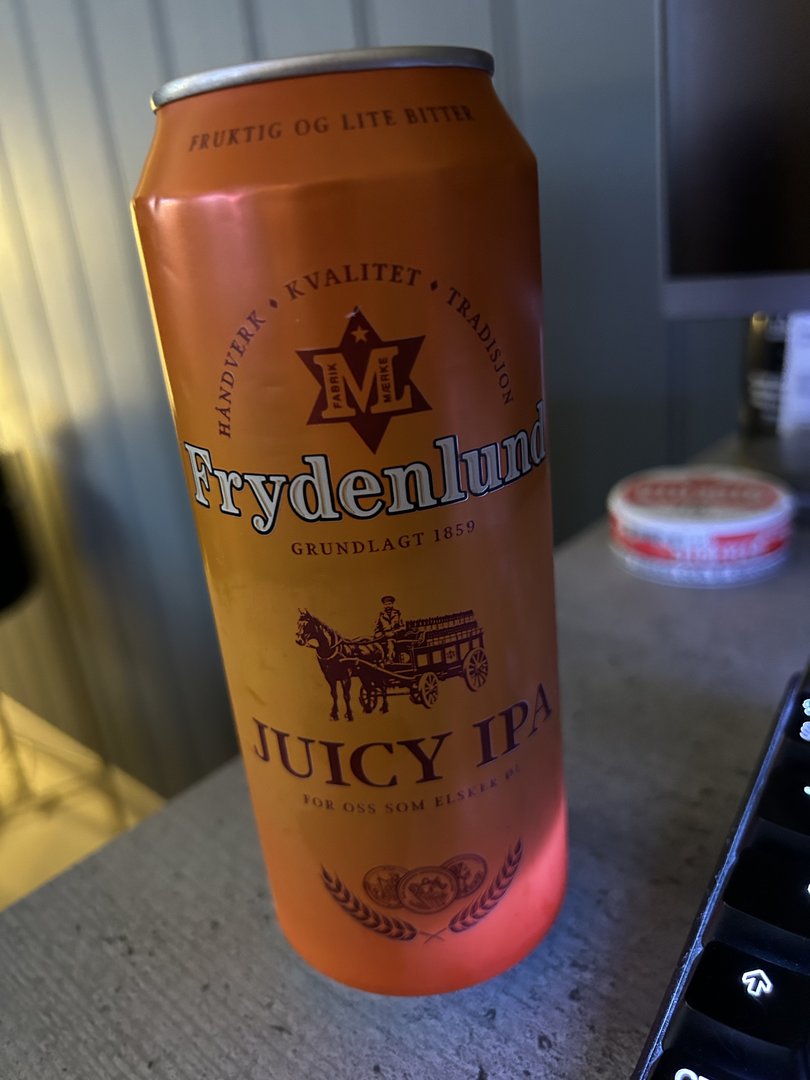 FRUKTIG OG LITE BITTER
HÅNDVERK ♦ KVALITET ♦ TRADISJON
ML
FABRIK MÆRKE
Frydenlund
GRUNDLAGT 1859
JUICY IPA
FOR OSS SOM ELSKER ØL